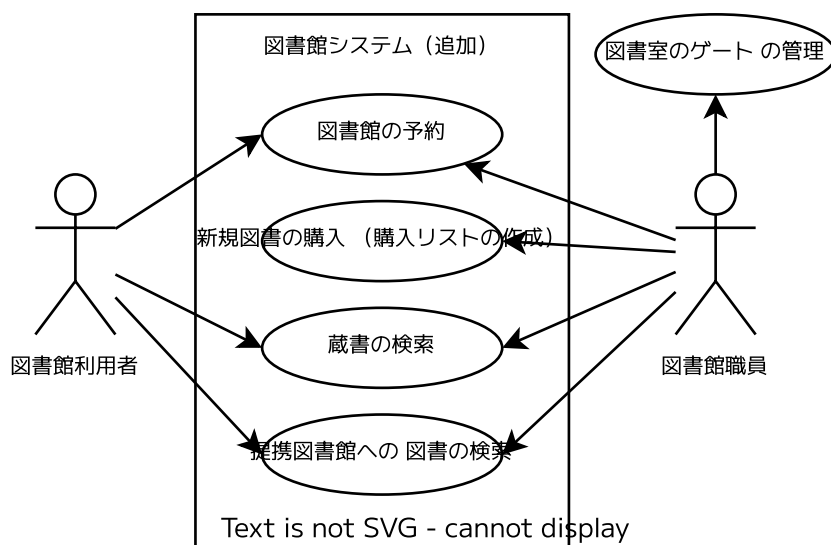 図書館システム（追加）
図書室のゲート の管理
図書館の予約
新規図書の購入 （購入リストの作成）
蔵書の検索
図書館利用者
図書館職員
提携図書館への 図書の検索
Text is not SVG - cannot display